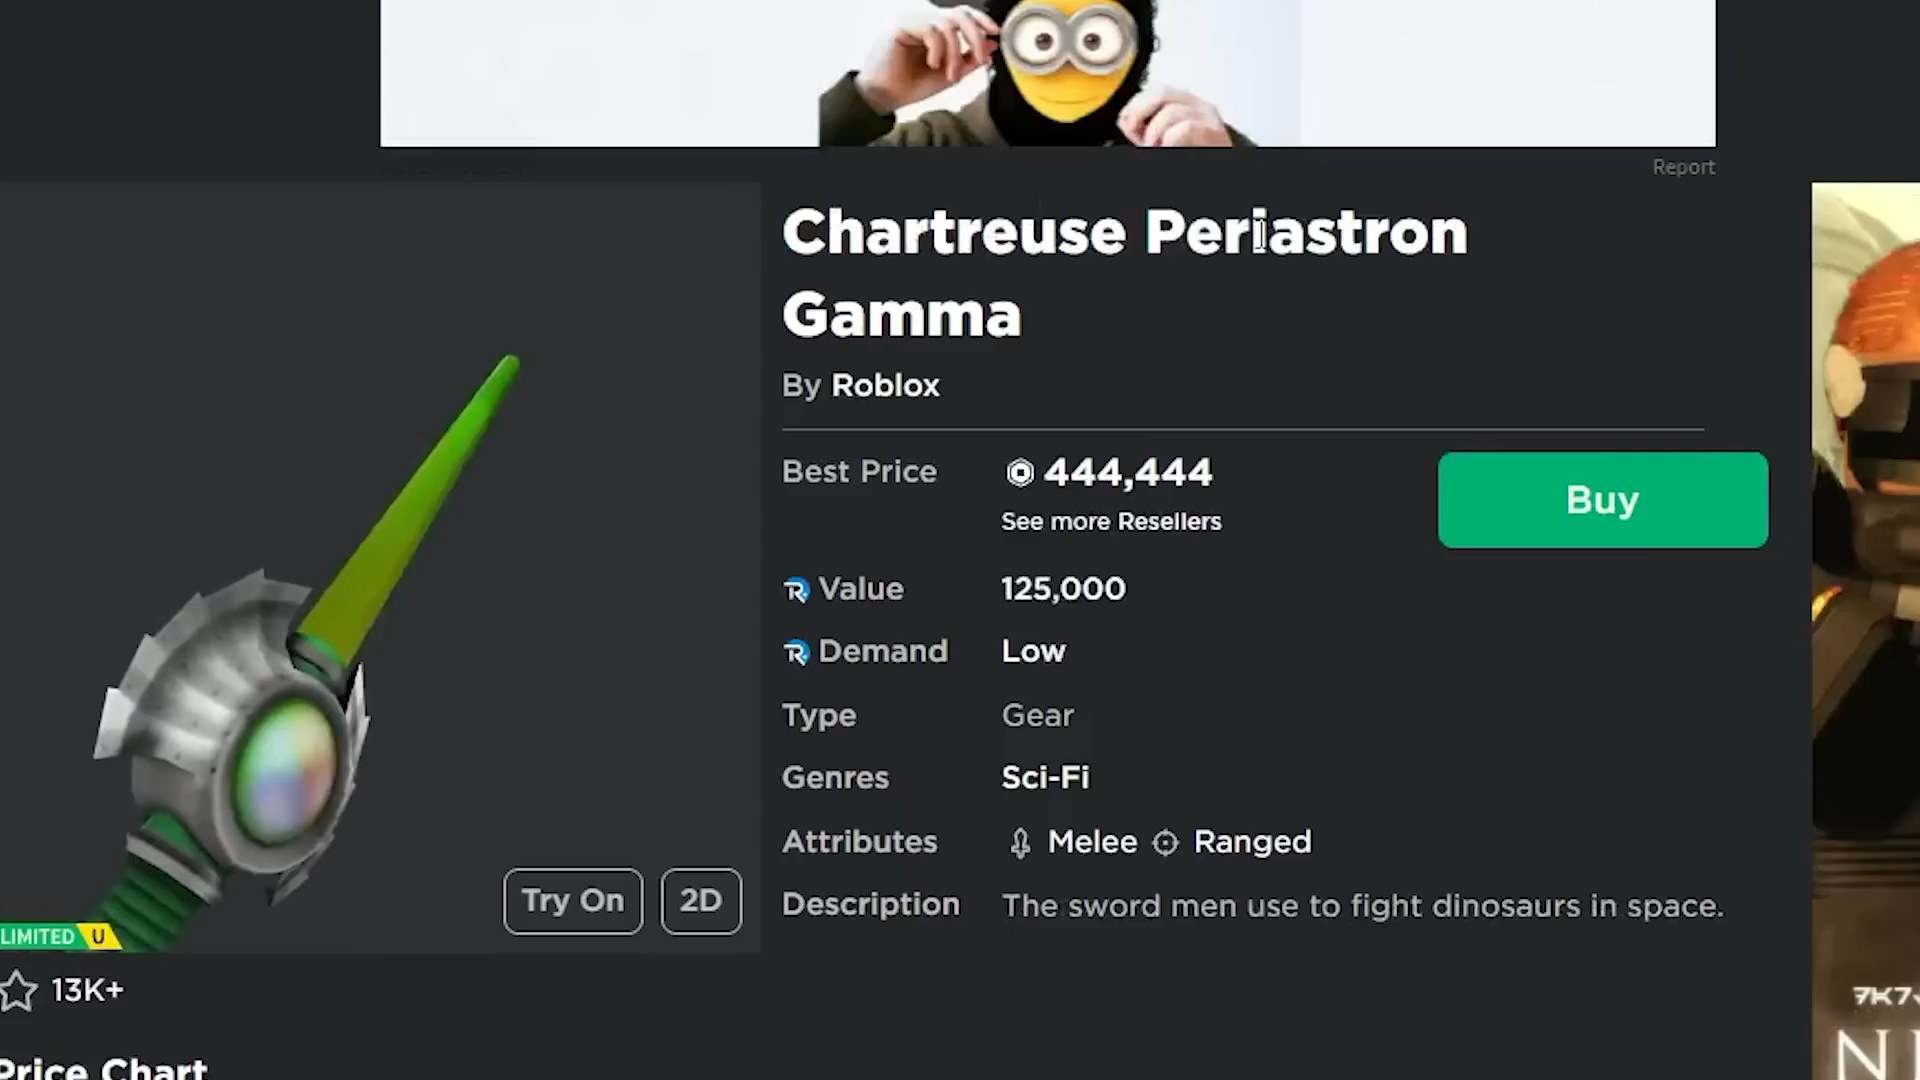 Report
Chartreuse Periastron
Gamma
By Roblox
Best Price 444,444
See more Resellers
Buy
Value 125,000
Demand Low
Type Gear
Genres Sci-Fi
Attributes Melee Ranged
Description The sword men use to fight dinosaurs in space.
Try On 2D
LIMITED U
13K+
Price Chart